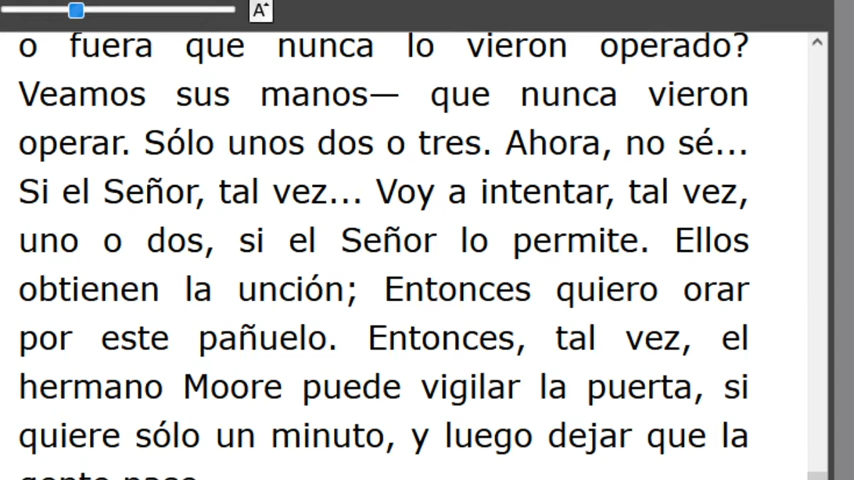 A
o fuera que nunca lo vieron operado?
Veamos sus manos— que nunca vieron
operar. Sólo unos dos o tres. Ahora, no sé...
Si el Señor, tal vez... Voy a intentar, tal vez,
uno o dos, si el Señor lo permite. Ellos
obtienen la unción; Entonces quiero orar
por este pañuelo. Entonces, tal vez, el
hermano Moore puede vigilar la puerta, si
quiere sólo un minuto, y luego dejar que la